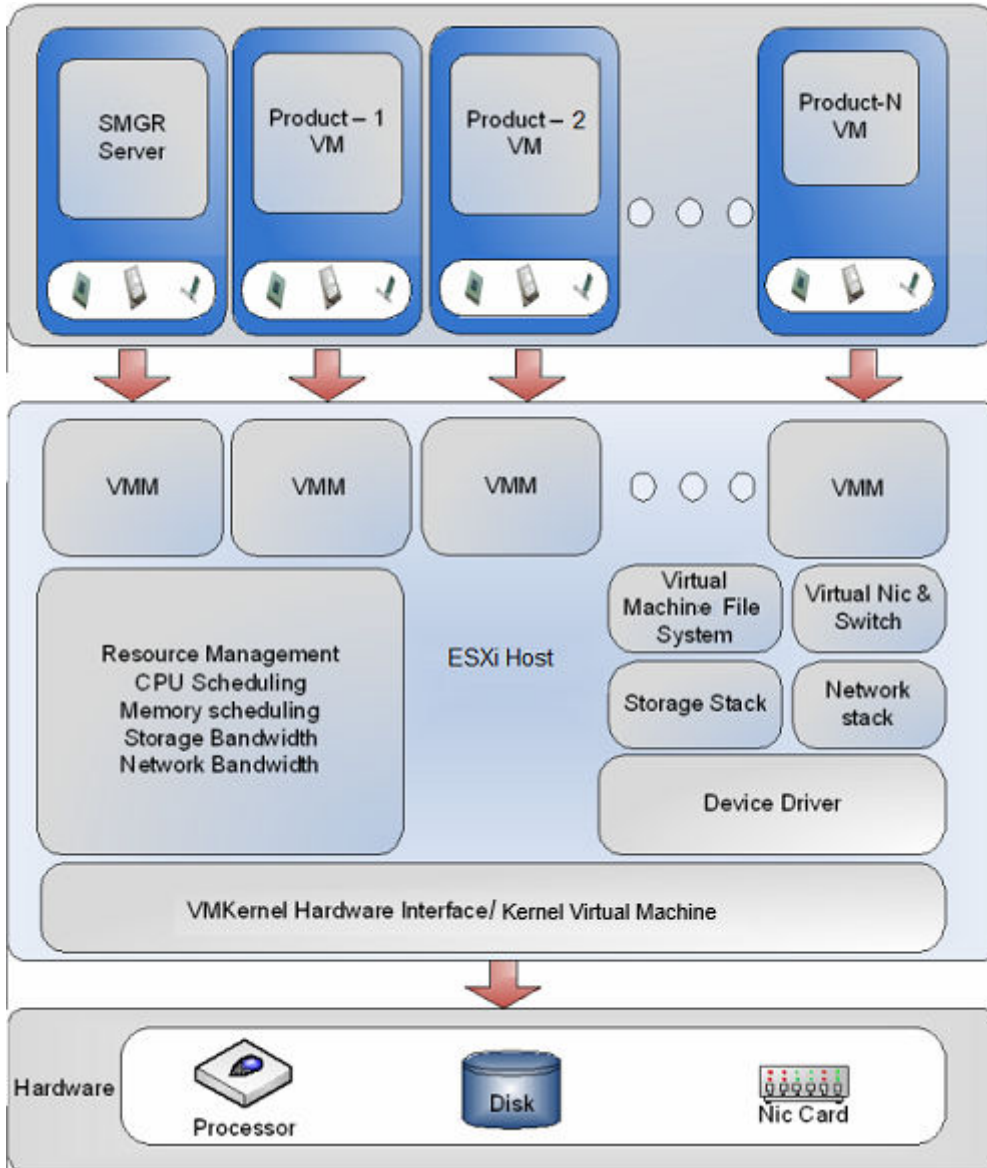 SMGR
Server
Product – 1
VM
Product – 2
VM
Product-N
VM
VMM
VMM
VMM
VMM
Resource Management
CPU Scheduling
Memory scheduling
Storage Bandwidth
Network Bandwidth
ESXi Host
Virtual
Machine File
System
Virtual Nic &
Switch
Storage Stack
Network
stack
Device Driver
VMKernel Hardware Interface/ Kernel Virtual Machine
Hardware
Processor
Disk
Nic Card